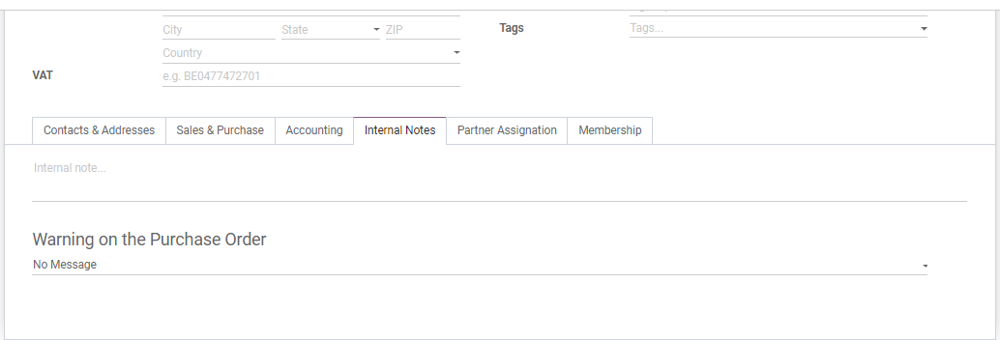 City State ZIP Tags Tags...
Country
VAT e.g. BE0477472701
Contacts & Addresses Sales & Purchase Accounting Internal Notes Partner Assignation Membership
Internal note...
Warning on the Purchase Order
No Message